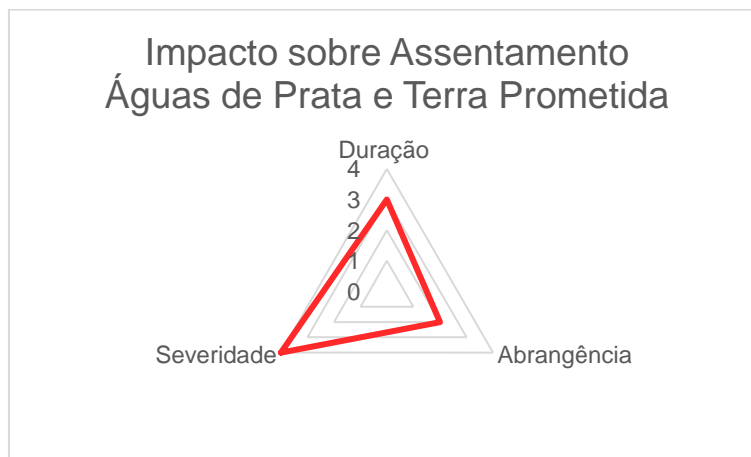 Impacto sobre Assentamento
Águas de Prata e Terra Prometida
Duração
4
3
2
1
0
Severidade
Abrangência